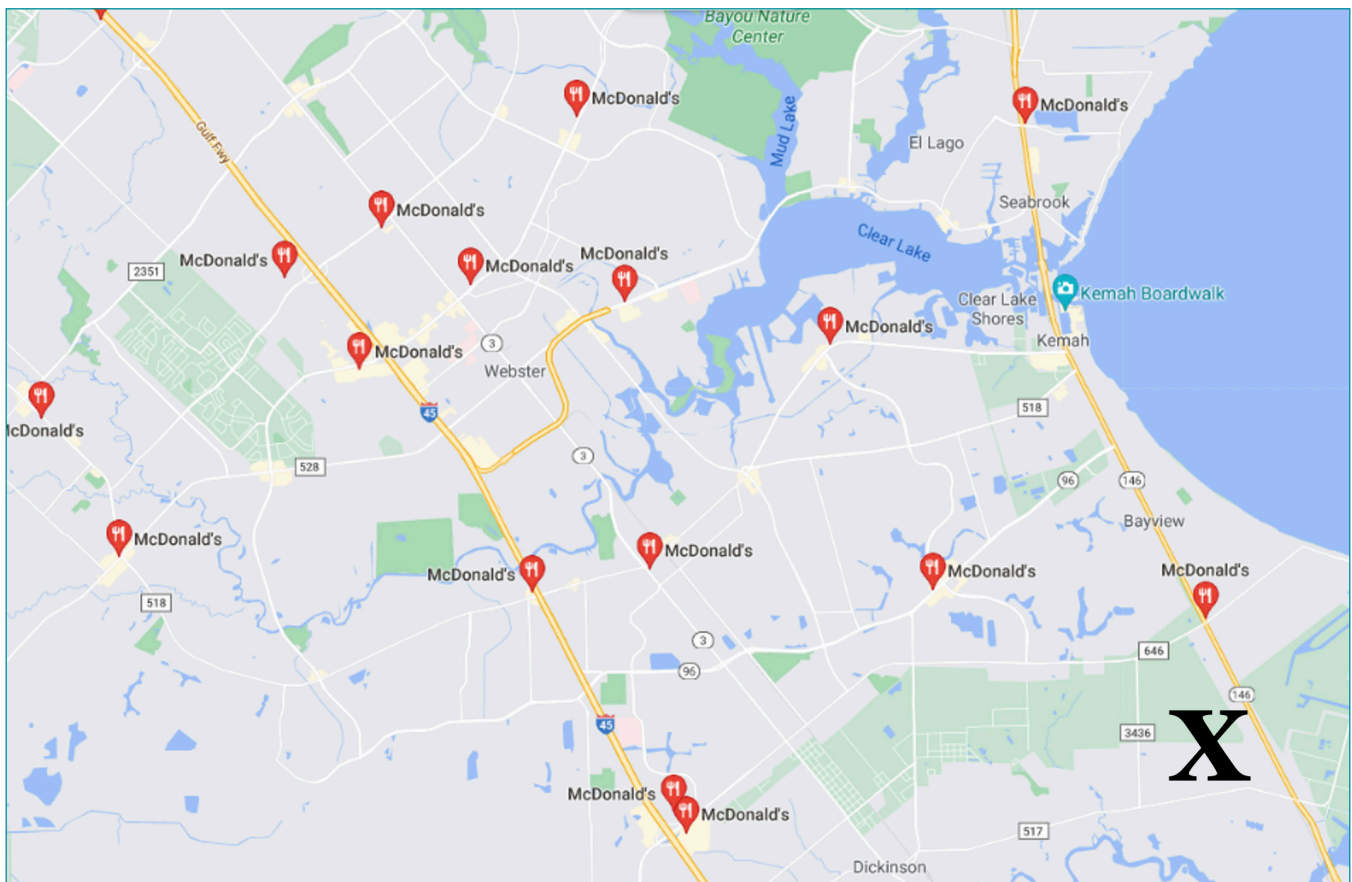 Bayou Nature
Center
McDonald's
McDonald's
Mud Lake
Gulf Fwy
El Lago
McDonald's
Seabrook
McDonald's
McDonald's
McDonald's
Clear Lake
2351
Kemah Boardwalk
Clear Lake
Shores
McDonald's
Kemah
3
McDonald's
Webster
518
45
cDonald's
3
528
96
146
Bayview
McDonald's
McDonald's
McDonald's
McDonald's
McDonald's
518
3
646
96
146
45
3436
X
McDonald's
McDonald's
517
Dickinson